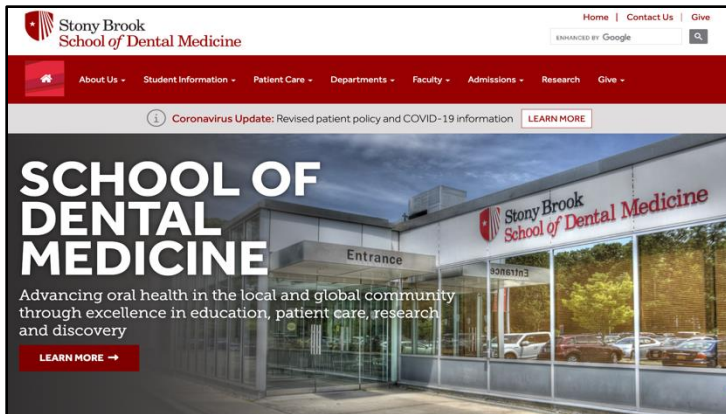 Stony Brook
School of Dental Medicine
Home | Contact Us | Give
ENHANCED BY Google
About Us
Student Information
Patient Care
Departments
Faculty
Admissions
Research
Give
Coronavirus Update: Revised patient policy and COVID-19 information
LEARN MORE
SCHOOL OF
DENTAL
MEDICINE
Advancing oral health in the local and global community
through excellence in education, patient care, research
and discovery
LEARN MORE →
Entrance
Stony Brook
School of Dental Medicine
Entrance